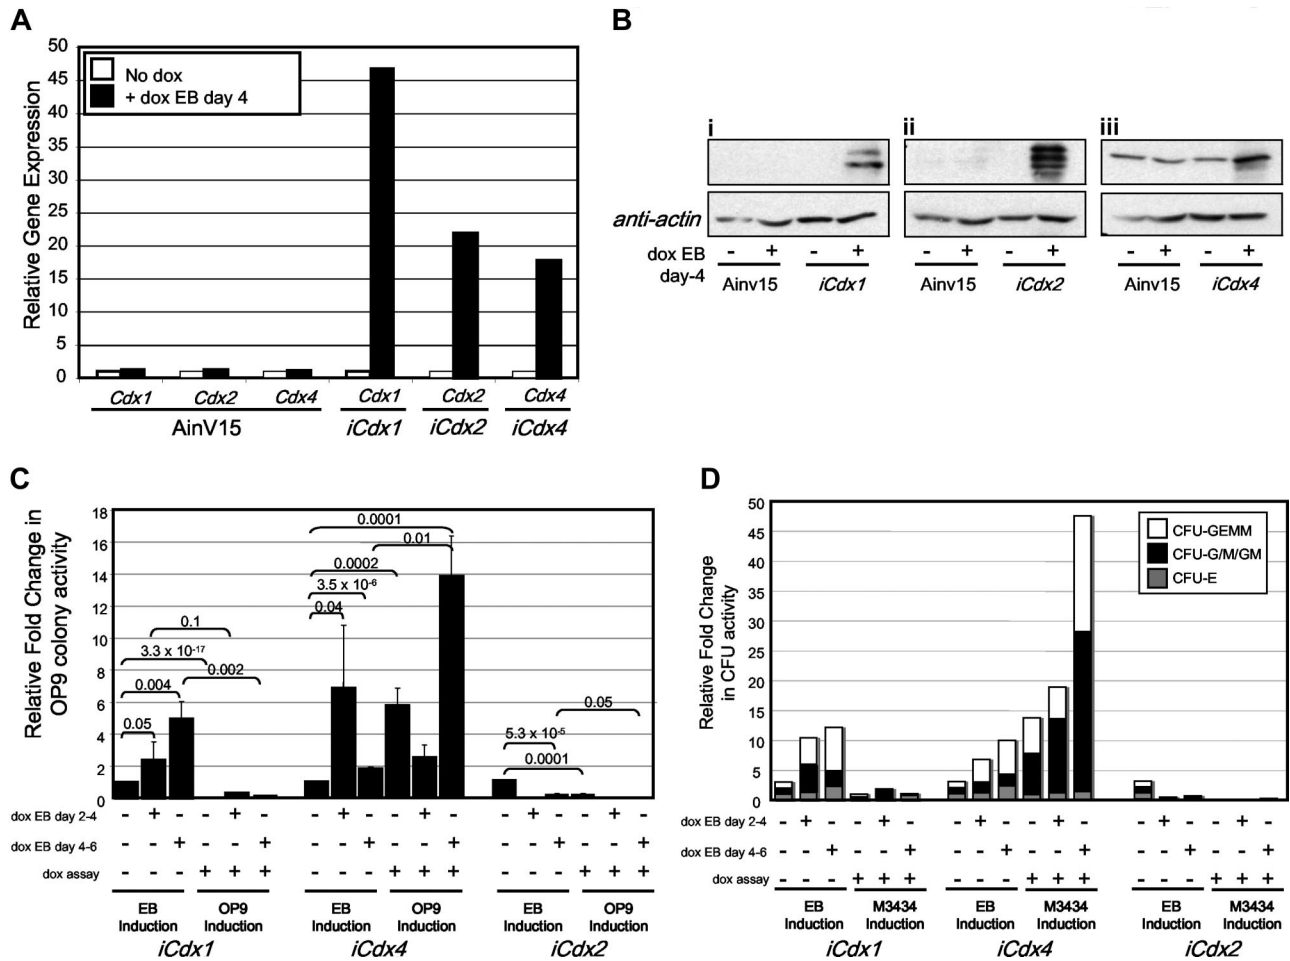 A
50
45
40
35
30
25
20
15
10
5
0
Relative Gene Expression
No dox
+ dox EB day 4
Cdx1 Cdx2 Cdx4 Cdx1 Cdx2 Cdx4
AinV15 iCdx1 iCdx2 iCdx4
B
i ii iii
anti-actin
dox EB day-4
- + - + - + - + - + - +
Ainv15 iCdx1 Ainv15 iCdx2 Ainv15 iCdx4
C
Relative Fold Change in
OP9 colony activity
18
16
14
12
10
8
6
4
2
0
0.1
3.3 x 10-17
0.002
0.004
0.05
0.0001
0.01
0.0002
3.5 x 10-6
0.04
0.05
5.3 x 10-5
0.0001
dox EB day 2-4 - + - - + - - + - - + - - + - - + -
dox EB day 4-6 - - + - - + - - + - - + - - + - - +
dox assay - - - + + + - - - + + + - - - + + +
EB Induction OP9 Induction EB Induction OP9 Induction EB Induction OP9 Induction
iCdx1 iCdx4 iCdx2
D
Relative Fold Change
in CFU activity
50
45
40
35
30
25
20
15
10
5
0
CFU-GEMM
CFU-G/M/GM
CFU-E
dox EB day 2-4 - + - - + - - + - - + - - + - - + -
dox EB day 4-6 - - + - - + - - + - - + - - + - - +
dox assay - - - + + + - - - + + + - - - + + +
EB Induction M3434 Induction EB Induction M3434 Induction EB Induction M3434 Induction
iCdx1 iCdx4 iCdx2